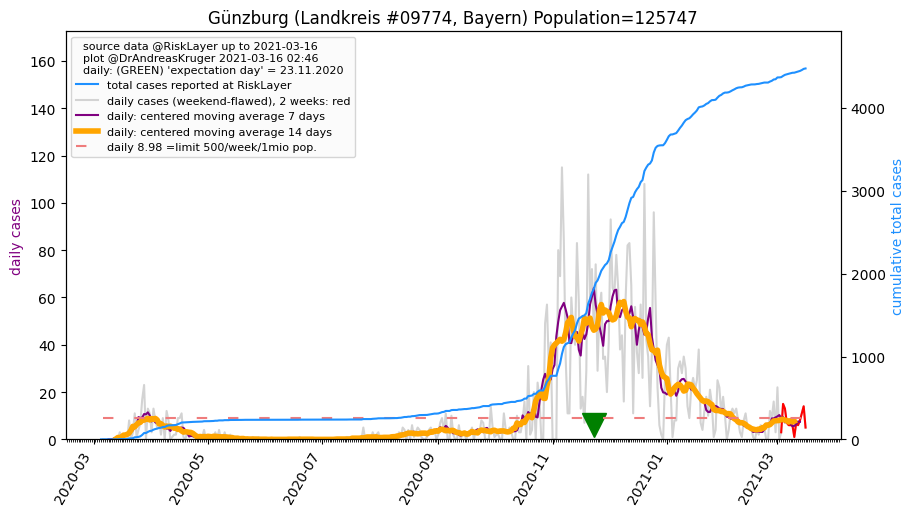 Günzburg (Landkreis #09774, Bayern) Population=125747
source data @RiskLayer up to 2021-03-16
plot @DrAndreasKruger 2021-03-16 02:46
daily: (GREEN) 'expectation day' = 23.11.2020
total cases reported at RiskLayer
daily cases (weekend-flawed), 2 weeks: red
daily: centered moving average 7 days
daily: centered moving average 14 days
daily 8.98 =limit 500/week/1mio pop.
daily cases
160
140
120
100
80
60
40
20
0
cumulative total cases
4000
3000
2000
1000
0
2020-03
2020-05
2020-07
2020-09
2020-11
2021-01
2021-03